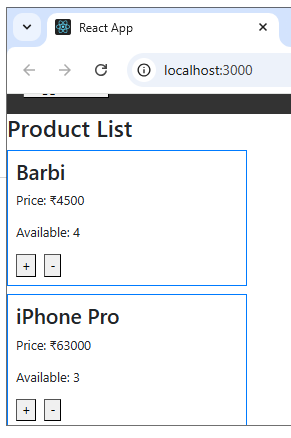 React App
localhost:3000
Product List
Barbi
Price: ₹4500
Available: 4
+ -
iPhone Pro
Price: ₹63000
Available: 3
+ -